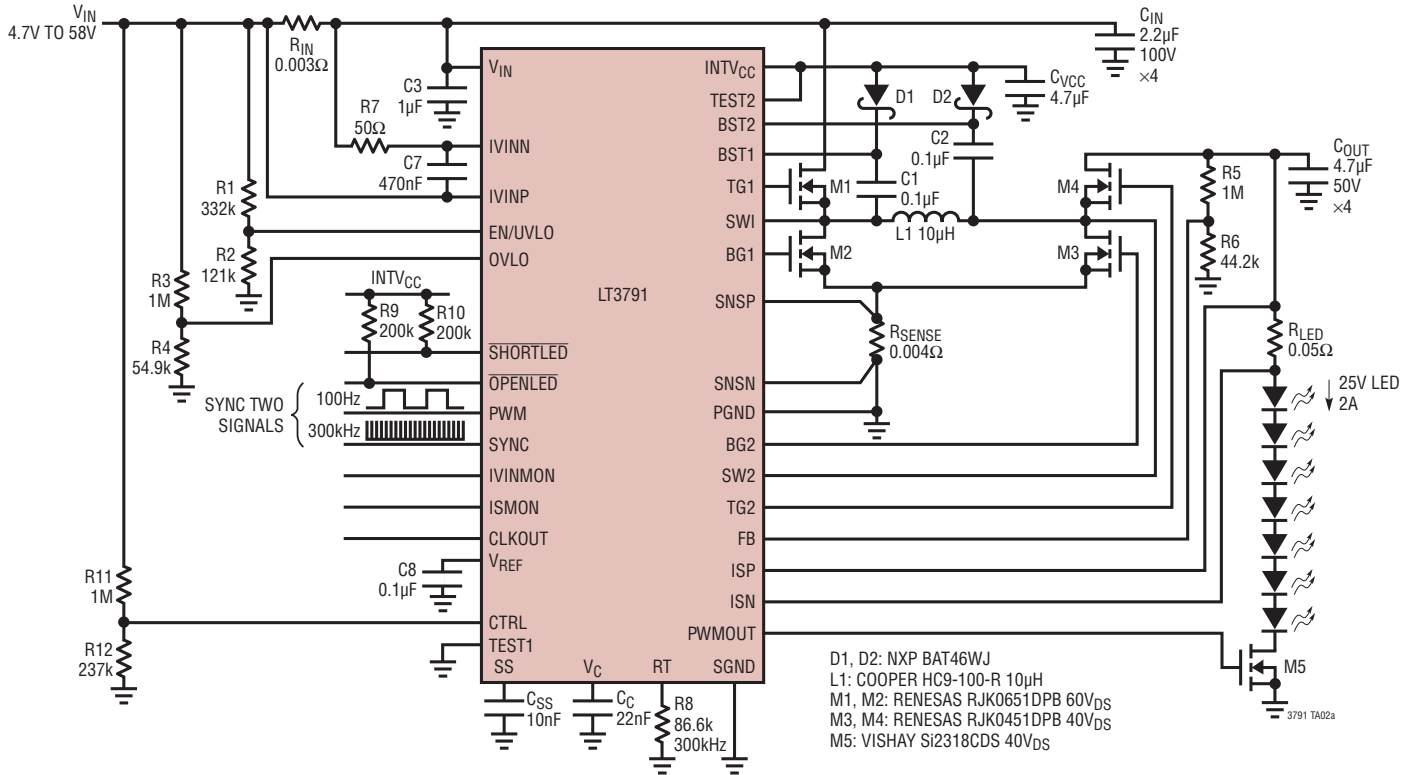 VIN
4.7V TO 58V
RIN
0.003Ω
CIN
2.2µF
100V
×4
C3
1µF
R7
50Ω
C7
470nF
R1
332k
R2
121k
R3
1M
R4
54.9k
INTVCC
R9
200k
R10
200k
SYNC TWO
SIGNALS
100Hz
300kHz
R11
1M
R12
237k
C8
0.1µF
VIN
IVINN
IVINP
EN/UVLO
OVLO
SHORTLED
OPENLED
PWM
SYNC
IVINMON
ISMON
CLKOUT
VREF
CTRL
TEST1
SS
VC
RT
SGND
LT3791
INTVCC
TEST2
BST2
BST1
TG1
SWI
BG1
SNSP
SNSN
PGND
BG2
SW2
TG2
FB
ISP
ISN
PWMOUT
CSS
10nF
CC
22nF
R8
86.6k
300kHz
D1
D2
CVCC
4.7µF
C2
0.1µF
C1
0.1µF
M1
M2
L1 10µH
M4
M3
RSENSE
0.004Ω
R5
1M
R6
44.2k
COUT
4.7µF
50V
×4
RLED
0.05Ω
25V LED
2A
M5
D1, D2: NXP BAT46WJ
L1: COOPER HC9-100-R 10µH
M1, M2: RENESAS RJK0651DPB 60VDS
M3, M4: RENESAS RJK0451DPB 40VDS
M5: VISHAY Si2318CDS 40VDS
3791 TA02a